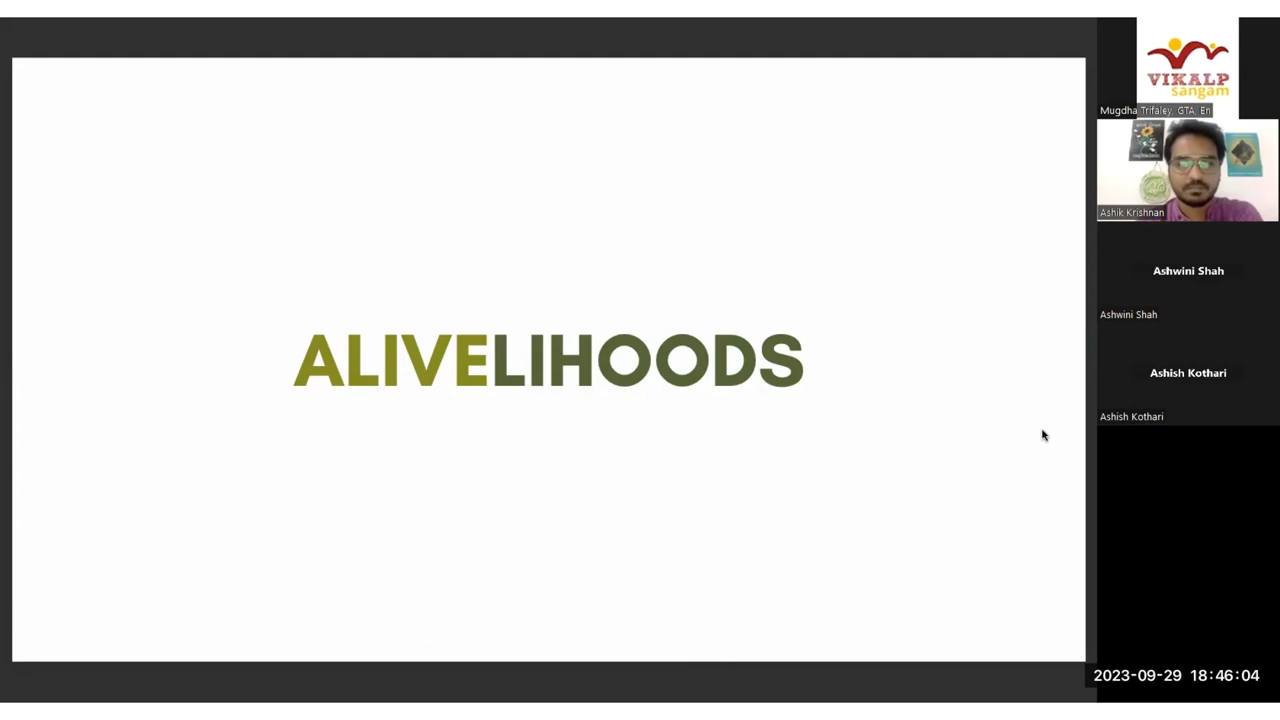 ALIVELIHOODS
VIKALP
sangam
Mugdha Trifaley, GTA, En
Ashik Krishnan
Ashwini Shah
Ashwini Shah
Ashish Kothari
Ashish Kothari
2023-09-29 18:46:04